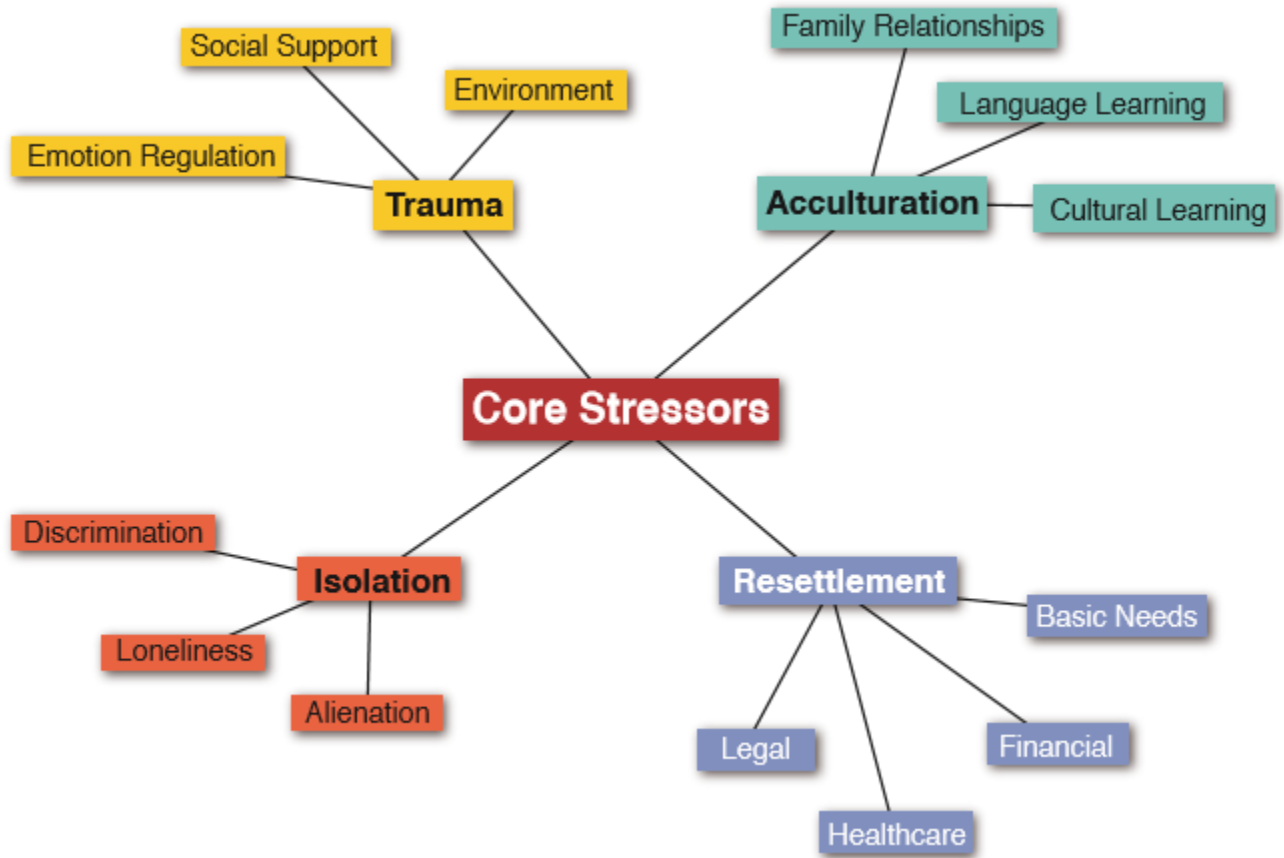 Family Relationships
Social Support
Environment
Language Learning
Emotion Regulation
Trauma
Acculturation
Cultural Learning
Core Stressors
Discrimination
Isolation
Resettlement
Basic Needs
Loneliness
Alienation
Legal
Financial
Healthcare